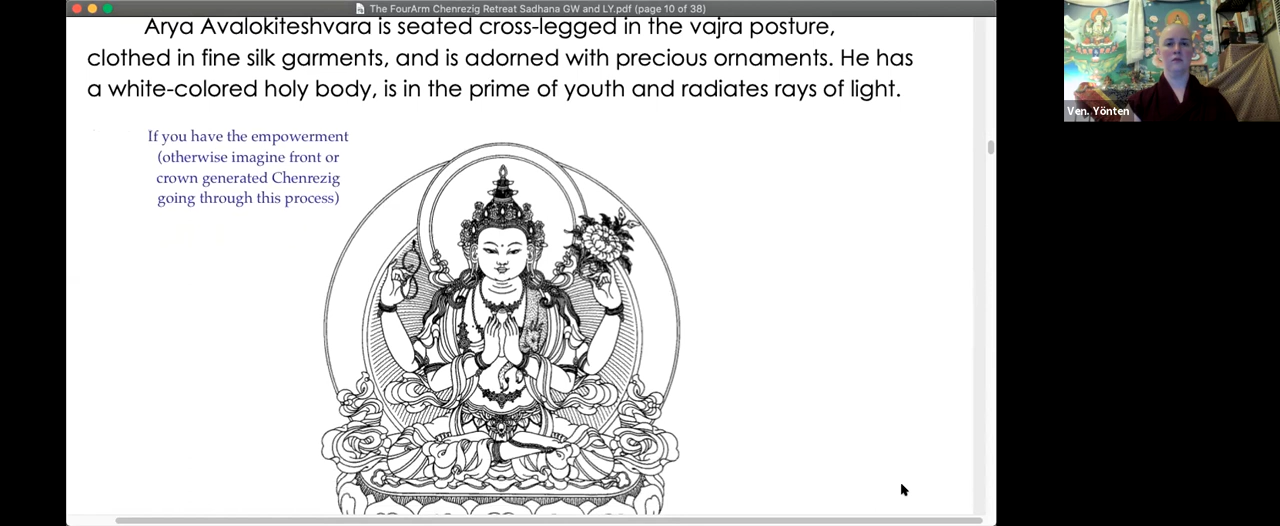 The FourArm Chenrezig Retreat Sadhana GW and LY.pdf (page 10 of 38)
Arya Avalokiteshvara is seated cross-legged in the vajra posture,
clothed in fine silk garments, and is adorned with precious ornaments. He has
a white-colored holy body, is in the prime of youth and radiates rays of light.
If you have the empowerment
(otherwise imagine front or
crown generated Chenrezig
going through this process)
Ven. Yönten